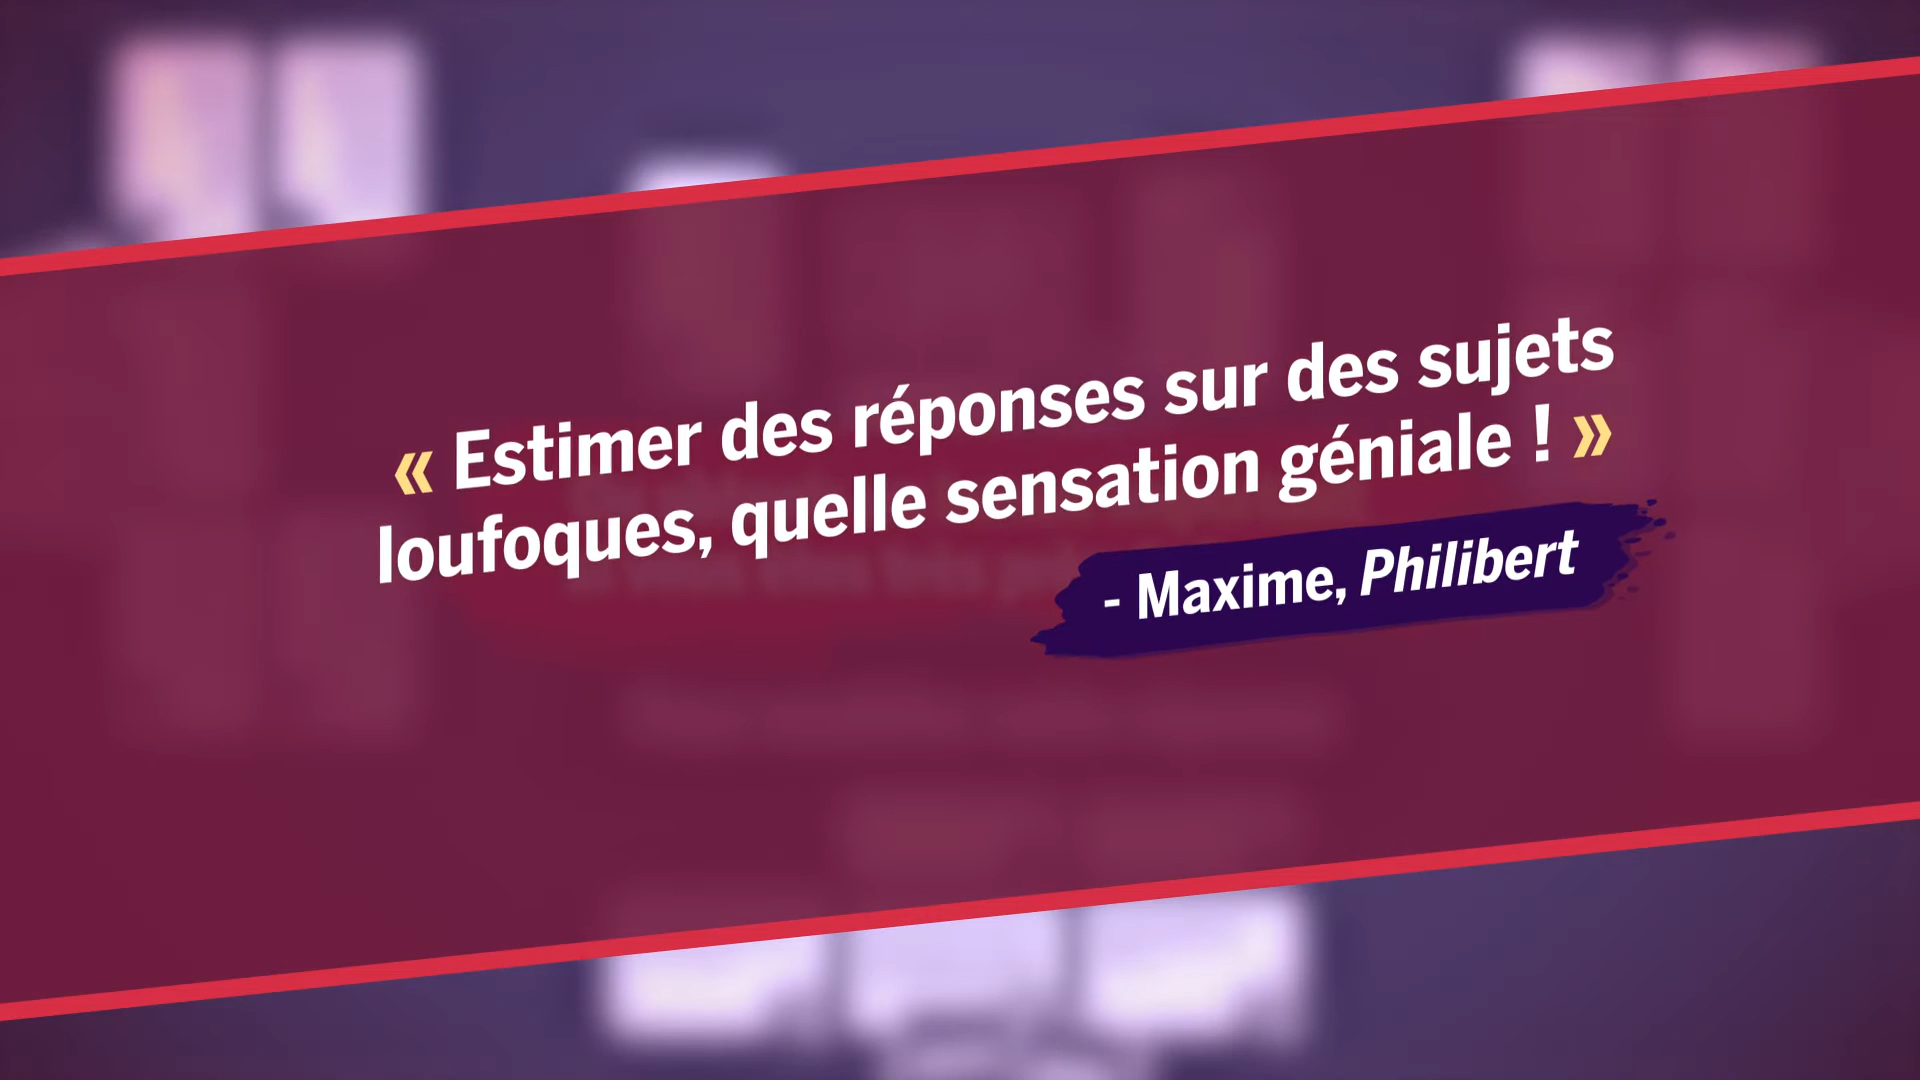 « Estimer des réponses sur des sujets
loufoques, quelle sensation géniale ! »
- Maxime, Philibert